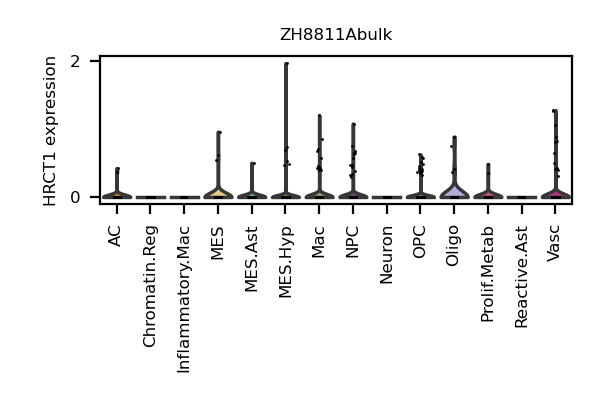 ZH8811Abulk
HRCT1 expression
2
0
AC
Chromatin.Reg
Inflammatory.Mac
MES
MES.Ast
MES.Hyp
Mac
NPC
Neuron
OPC
Oligo
Prolif.Metab
Reactive.Ast
Vasc